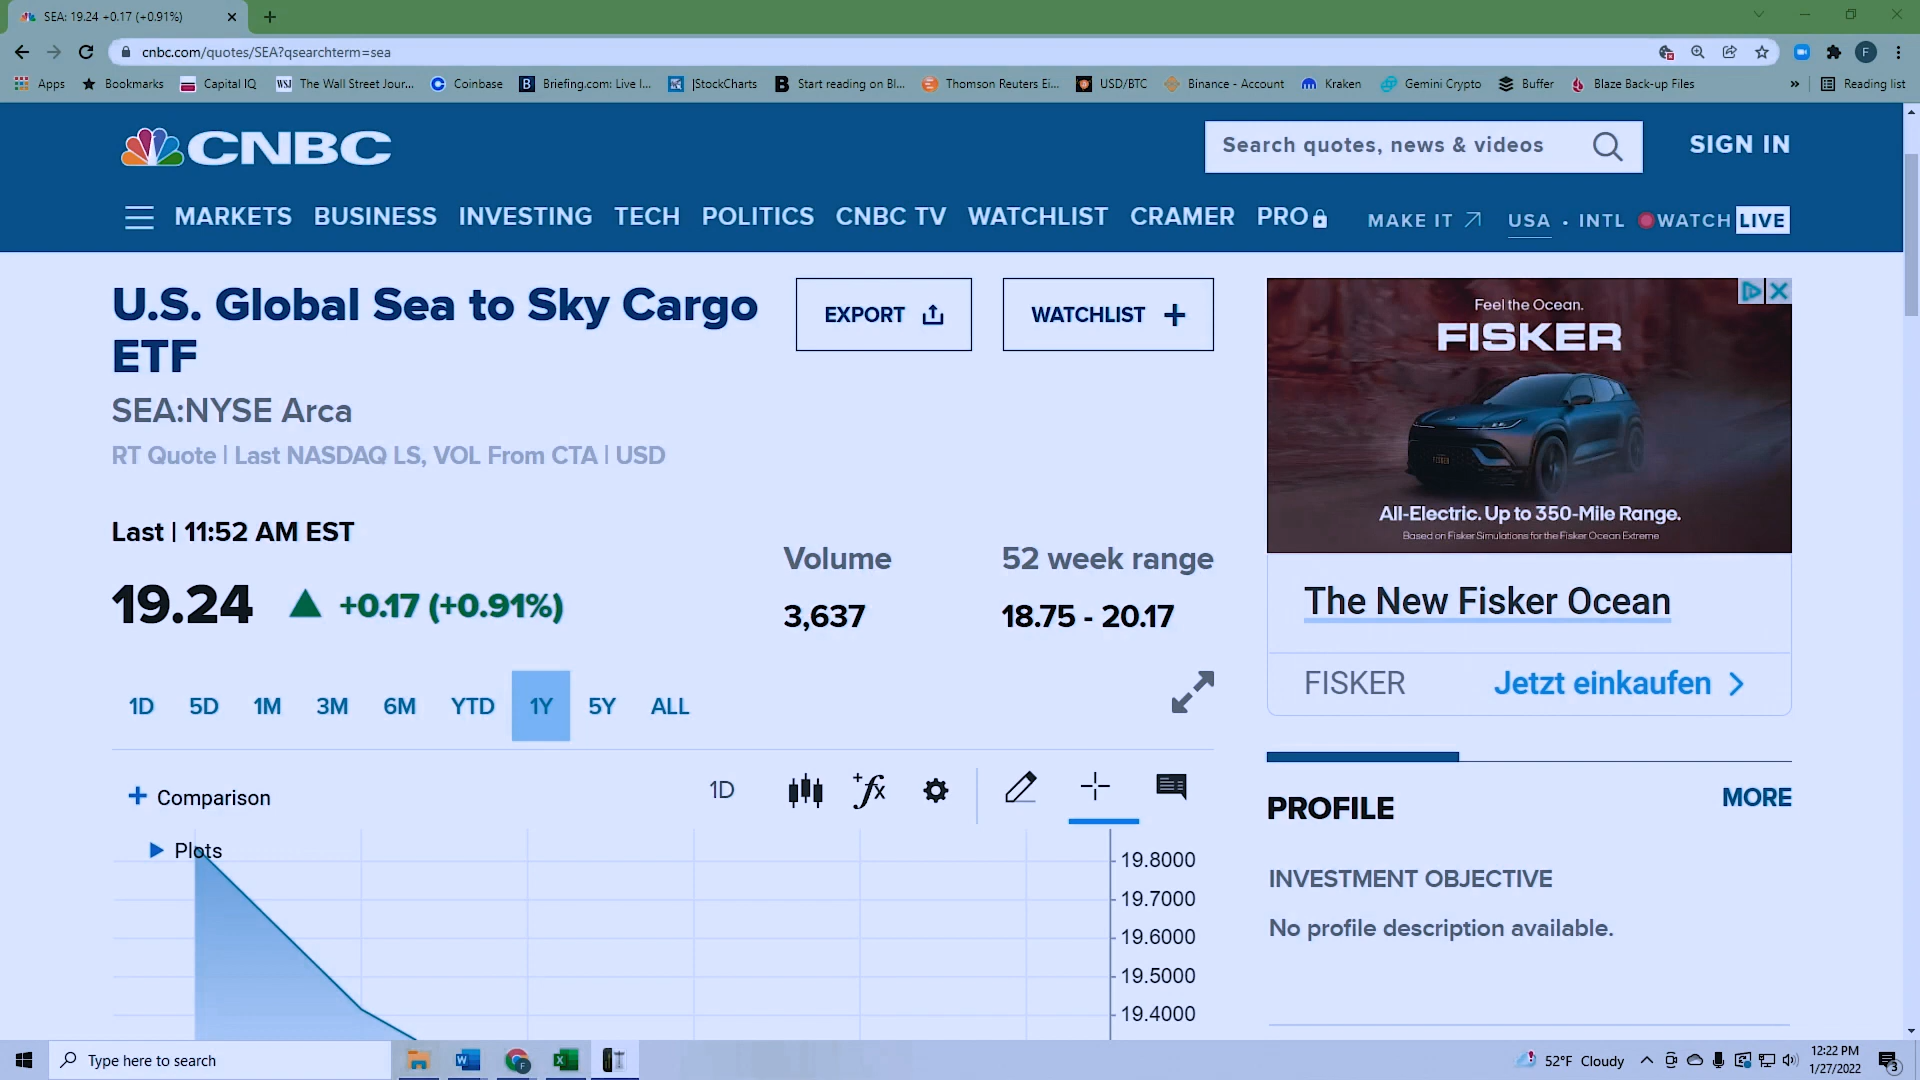 SEA: 19.24 +0.17 (+0.91%)
cnbc.com/quotes/SEA?qsearchterm=sea
F
Apps Bookmarks Capital IQ WSJ The Wall Street Jour... Coinbase B Briefing.com: Live I... |StockCharts B Start reading on Bl... Thomson Reuters Ei... USD/BTC Binance - Account Kraken Gemini Crypto Buffer Blaze Back-up Files » Reading list
CNBC
Search quotes, news & videos
SIGN IN
MARKETS BUSINESS INVESTING TECH POLITICS CNBC TV WATCHLIST CRAMER PRO MAKE IT USA • INTL WATCH LIVE
U.S. Global Sea to Sky Cargo
ETF
EXPORT
WATCHLIST +
SEA:NYSE Arca
RT Quote | Last NASDAQ LS, VOL From CTA | USD
Last | 11:52 AM EST
19.24 +0.17 (+0.91%)
Volume
3,637
52 week range
18.75 - 20.17
1D 5D 1M 3M 6M YTD 1Y 5Y ALL
+ Comparison
1D
+fx
Plots
19.8000
19.7000
19.6000
19.5000
19.4000
Feel the Ocean.
FISKER
FISKER
All-Electric. Up to 350-Mile Range.
Based on Fisker Simulations for the Fisker Ocean Extreme
The New Fisker Ocean
FISKER
Jetzt einkaufen
PROFILE
MORE
INVESTMENT OBJECTIVE
No profile description available.
Type here to search
52°F Cloudy
12:22 PM
1/27/2022
3